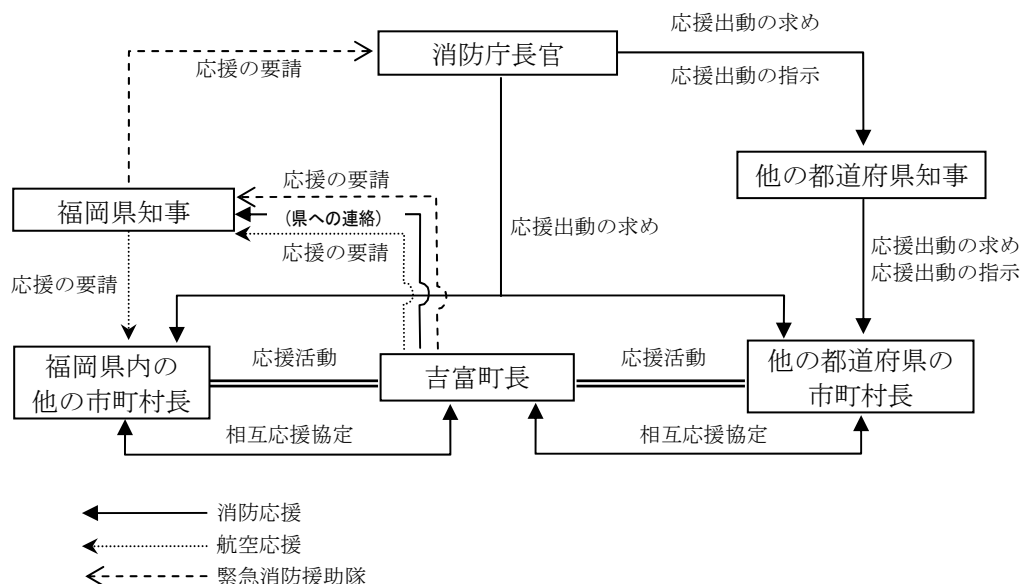 応援出動の求め
消防庁長官
応援の要請
応援出動の指示
他の都道府県知事
応援の要請
福岡県知事
(県への連絡)
応援出動の求め
応援の要請
応援出動の求め
応援出動の指示
応援の要請
福岡県内の
他の市町村長
応援活動
吉富町長
応援活動
他の都道府県の
市町村長
相互応援協定
相互応援協定
消防応援
航空応援
緊急消防援助隊